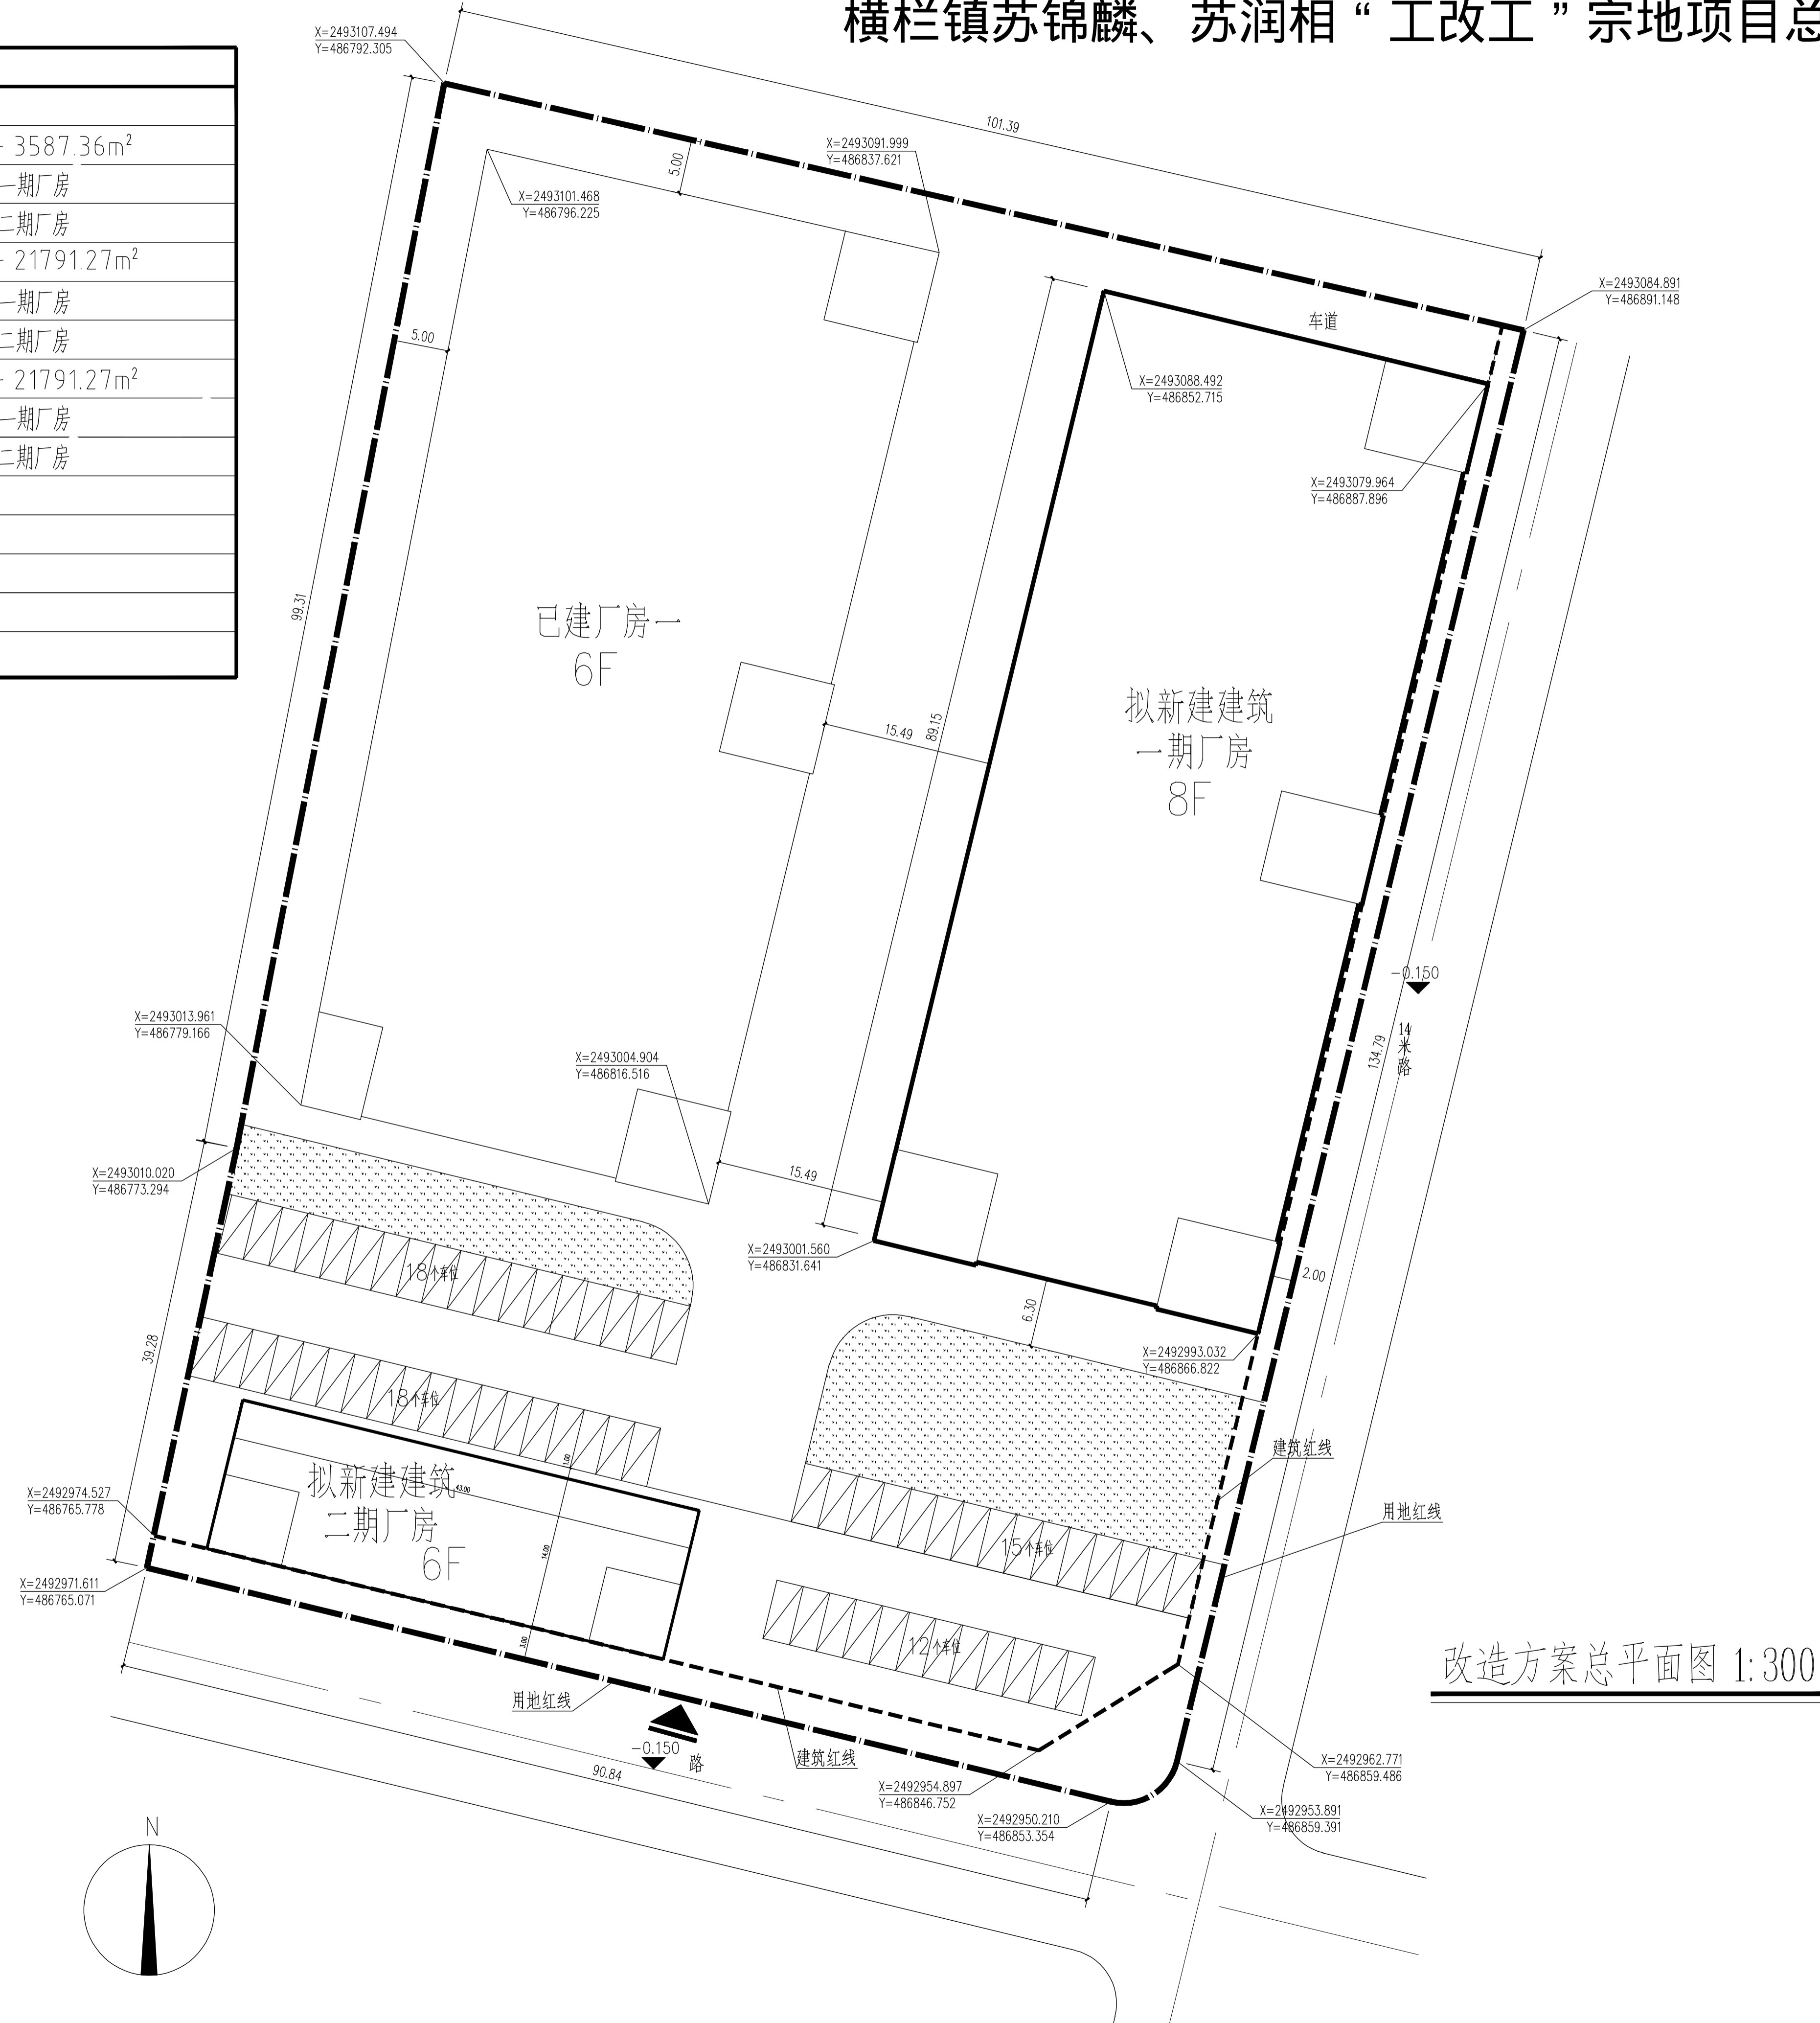 横栏镇苏锦麟、苏润相“工改工”宗地项目总
3587.36m²
一期厂房
二期厂房
21791.27m²
一期厂房
二期厂房
21791.27m²
一期厂房
二期厂房
X=2493107.494
Y=486792.305
101.39
X=2493091.999
Y=486837.621
5.00
X=2493101.468
Y=486796.225
X=2493084.891
Y=486891.148
车道
5.00
X=2493088.492
Y=486852.715
X=2493079.964
Y=486887.896
99.31
已建厂房一
6F
15.49
89.15
拟新建建筑
一期厂房
8F
-0.150
14米路
134.79
X=2493013.961
Y=486779.166
X=2493004.904
Y=486816.516
X=2493010.020
Y=486773.294
15.49
X=2493001.560
Y=486831.641
18个车位
2.00
6.30
39.28
X=2492993.032
Y=486866.822
18个车位
建筑红线
1.00
43.00
拟新建建筑
二期厂房
6F
14.00
3.00
X=2492974.527
Y=486765.778
用地红线
15个车位
X=2492971.611
Y=486765.071
12个车位
改造方案总平面图 1:300
用地红线
-0.150
路
建筑红线
90.84
X=2492962.771
Y=486859.486
X=2492954.897
Y=486846.752
X=2492953.891
Y=486859.391
X=2492950.210
Y=486853.354
N